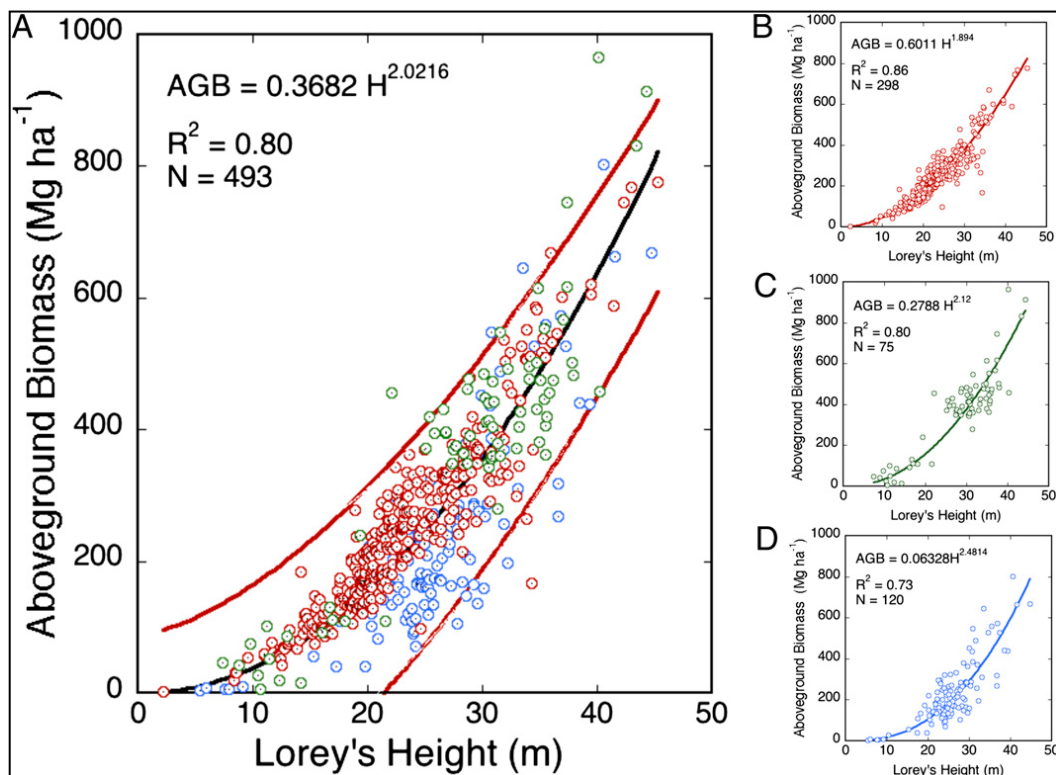 A
Aboveground Biomass (Mg ha⁻¹)
1000
800
600
400
200
0
AGB = 0.3682 H^2.0216
R² = 0.80
N = 493
0 10 20 30 40 50
Lorey's Height (m)
B
Aboveground Biomass (Mg ha⁻¹)
1000
800
600
400
200
0
AGB = 0.6011 H^1.894
R² = 0.86
N = 298
0 10 20 30 40 50
Lorey's Height (m)
C
Aboveground Biomass (Mg ha⁻¹)
1000
800
600
400
200
0
AGB = 0.2788 H^2.12
R² = 0.80
N = 75
0 10 20 30 40 50
Lorey's Height (m)
D
Aboveground Biomass (Mg ha⁻¹)
1000
800
600
400
200
0
AGB = 0.06328H^2.4814
R² = 0.73
N = 120
0 10 20 30 40 50
Lorey's Height (m)